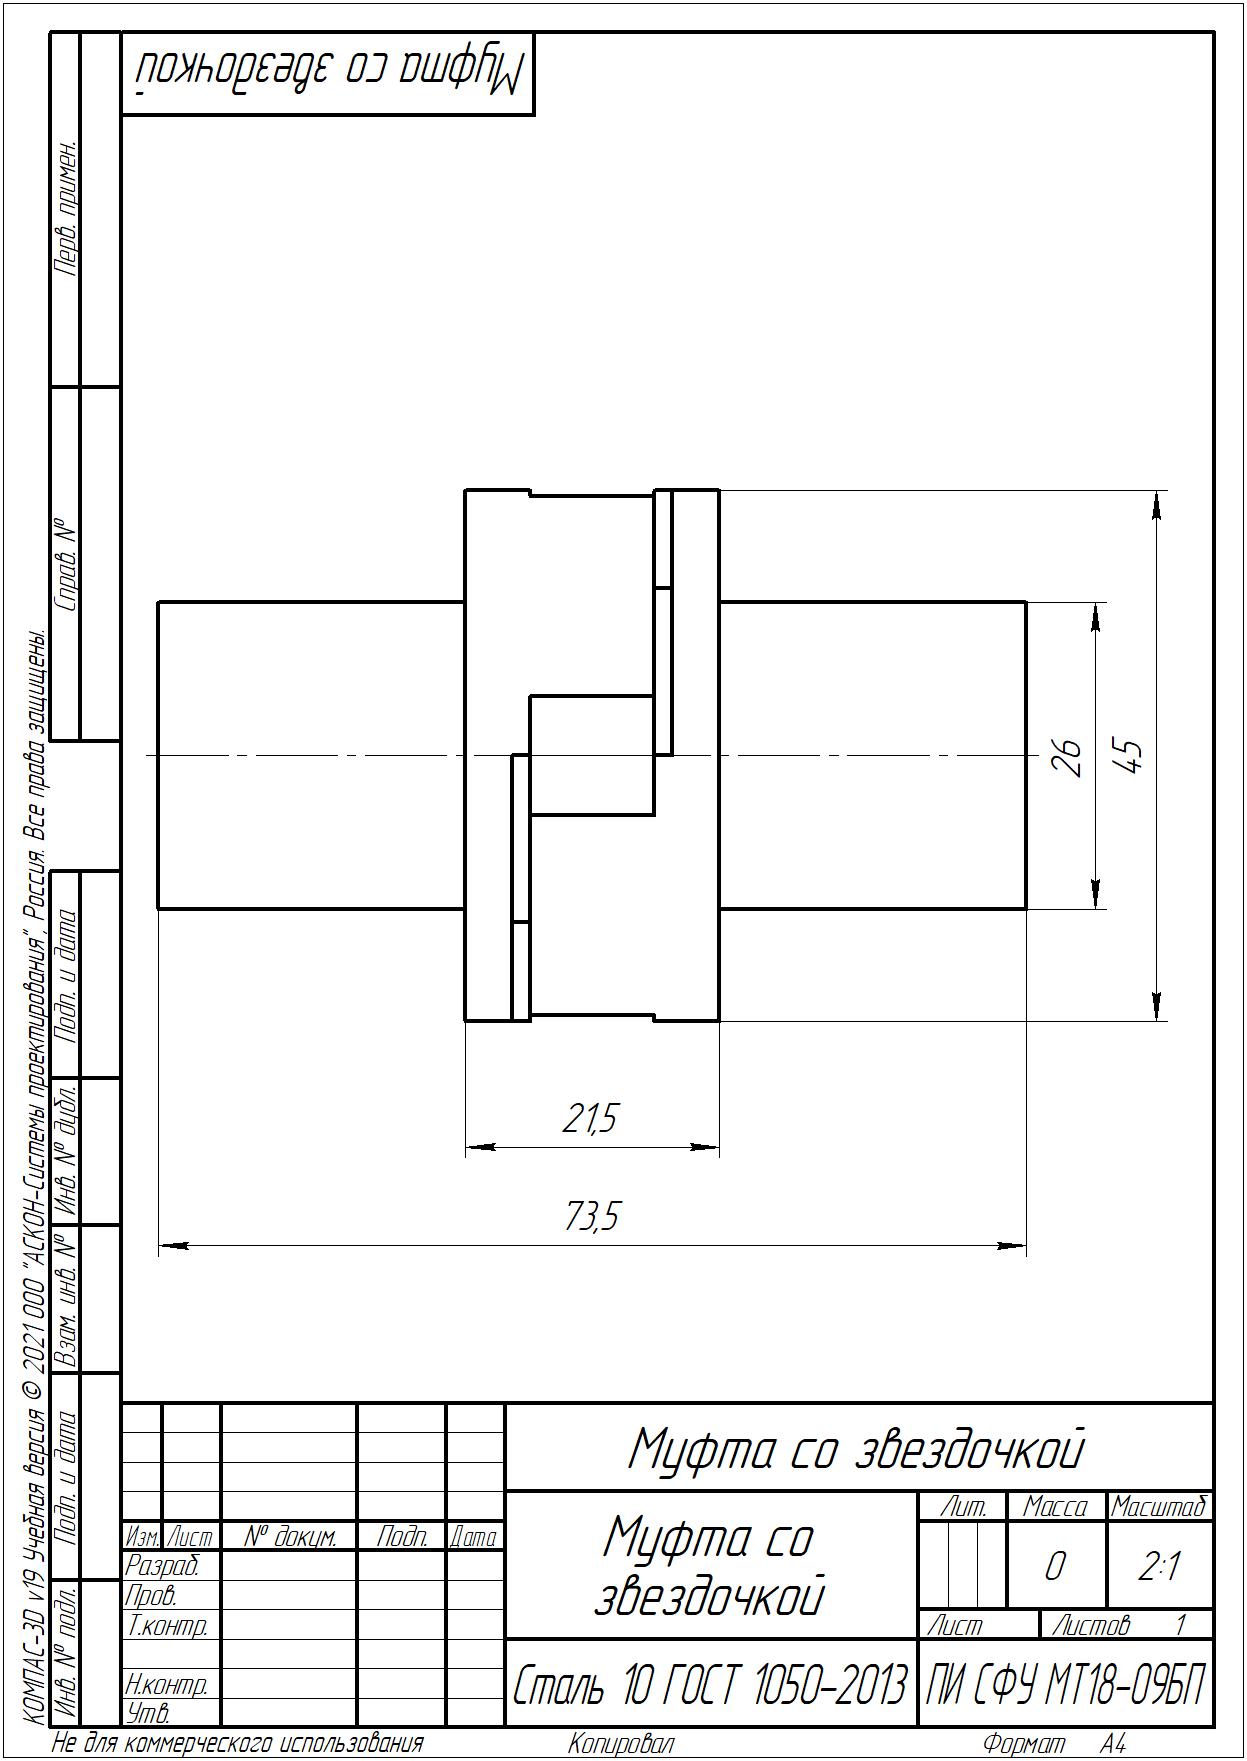 Муфта со звездочкой
Перв. примен.
Справ. №
Подп. и дата
Инв. № дубл.
Взам. инв. №
Подп. и дата
Инв. № подл.
КОМПАС-3D v19 Учебная версия © 2021 ООО "АСКОН-Системы проектирования", Россия. Все права защищены.
26
45
21,5
73,5
Муфта со звездочкой
Изм. Лист № докум. Подп. Дата
Разраб.
Пров.
Т.контр.
Н.контр.
Утв.
Муфта со
звездочкой
Лит. Масса Масштаб
0 2:1
Лист Листов 1
Сталь 10 ГОСТ 1050-2013
ПИ СФУ МТ18-09БП
Не для коммерческого использования Копировал Формат А4